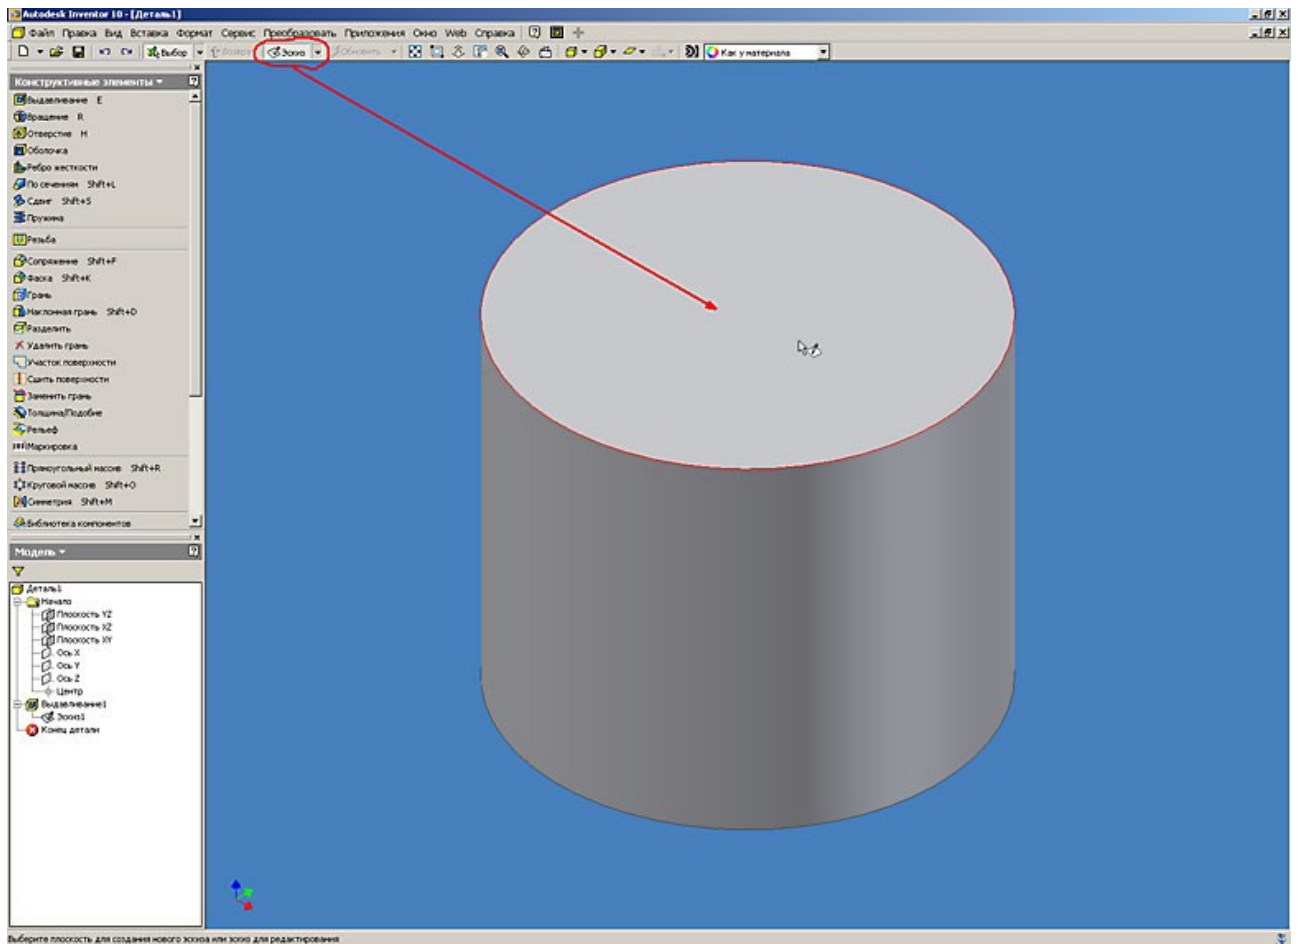 Autodesk Inventor 10 - [Деталь1]
Файл Правка Вид Вставка Формат Сервис Преобразовать Приложения Окно Web Справка
Выбор Возврат Эскиз Обновить Как у материала
Конструктивные элементы
Выдавливание E
Вращение R
Отверстие H
Оболочка
Ребро жесткости
По сечениям Shift+L
Сдвиг Shift+S
Пружина
Резьба
Сопряжение Shift+F
Фаска Shift+K
Грань
Наклонная грань Shift+D
Разделить
Удалить грань
Участок поверхности
Сшить поверхности
Заменить грань
Толщина/Подобие
Рельеф
Маркировка
Прямоугольный массив Shift+R
Круговой массив Shift+O
Симметрия Shift+M
Библиотека компонентов
Модель
Деталь1
Начало
Плоскость YZ
Плоскость XZ
Плоскость XY
Ось X
Ось Y
Ось Z
Центр
Выдавливание1
Эскиз1
Конец детали
Выберите плоскость для создания нового эскиза или эскиз для редактирования